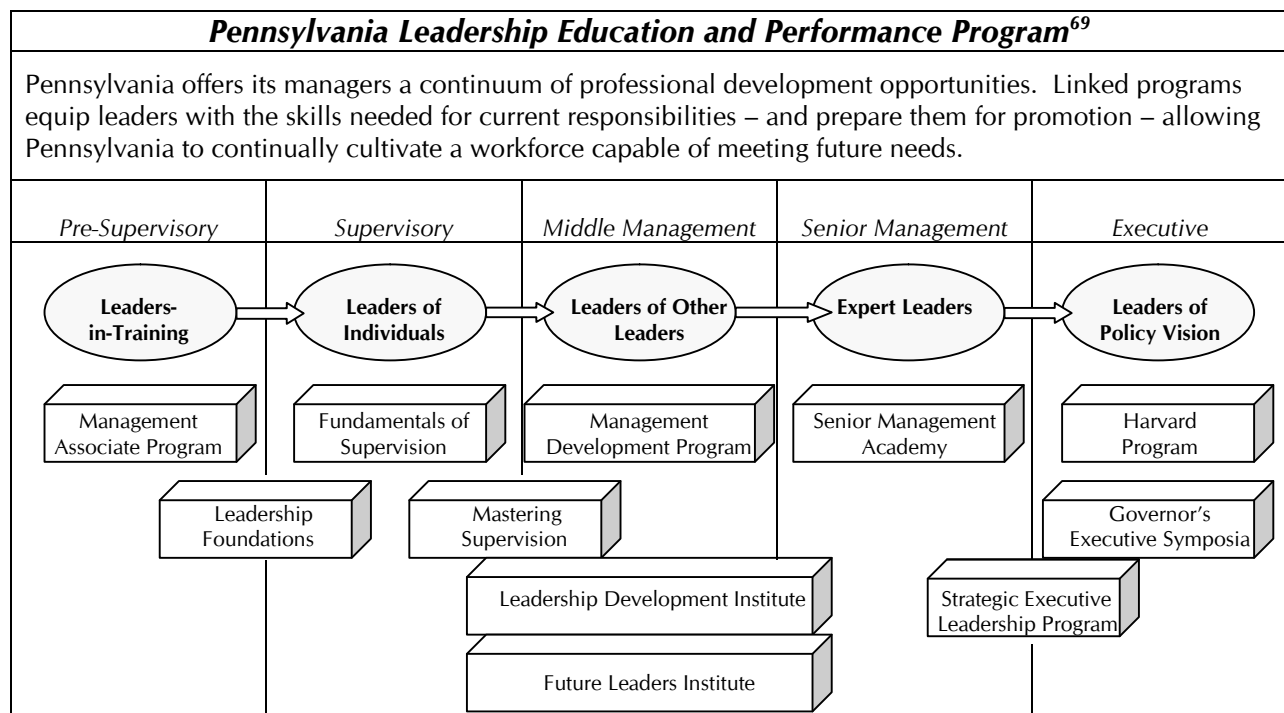 Pennsylvania Leadership Education and Performance Program69
Pennsylvania offers its managers a continuum of professional development opportunities. Linked programs
equip leaders with the skills needed for current responsibilities – and prepare them for promotion – allowing
Pennsylvania to continually cultivate a workforce capable of meeting future needs.
Pre-Supervisory
Supervisory
Middle Management
Senior Management
Executive
Leaders-
in-Training
Leaders of
Individuals
Leaders of Other
Leaders
Expert Leaders
Leaders of
Policy Vision
Management
Associate Program
Fundamentals of
Supervision
Management
Development Program
Senior Management
Academy
Harvard
Program
Leadership
Foundations
Mastering
Supervision
Governor's
Executive Symposia
Leadership Development Institute
Strategic Executive
Leadership Program
Future Leaders Institute